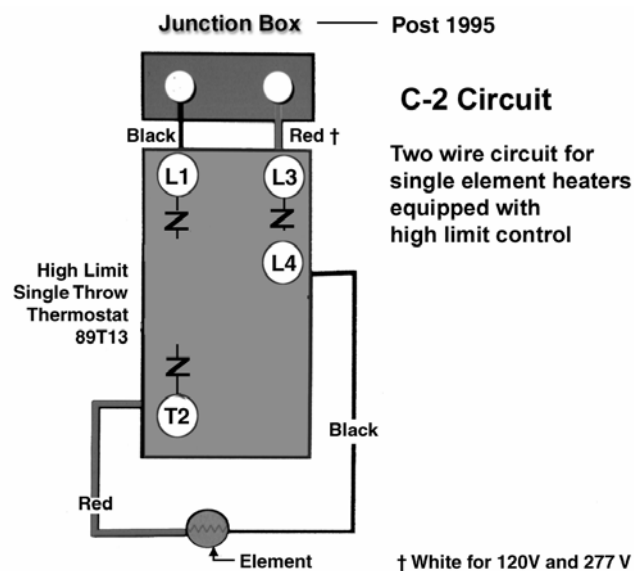 Junction Box — Post 1995
C-2 Circuit
Black
Red †
Two wire circuit for
single element heaters
equipped with
high limit control
L1
L3
L4
High Limit
Single Throw
Thermostat
89T13
T2
Black
Red
Element
† White for 120V and 277 V